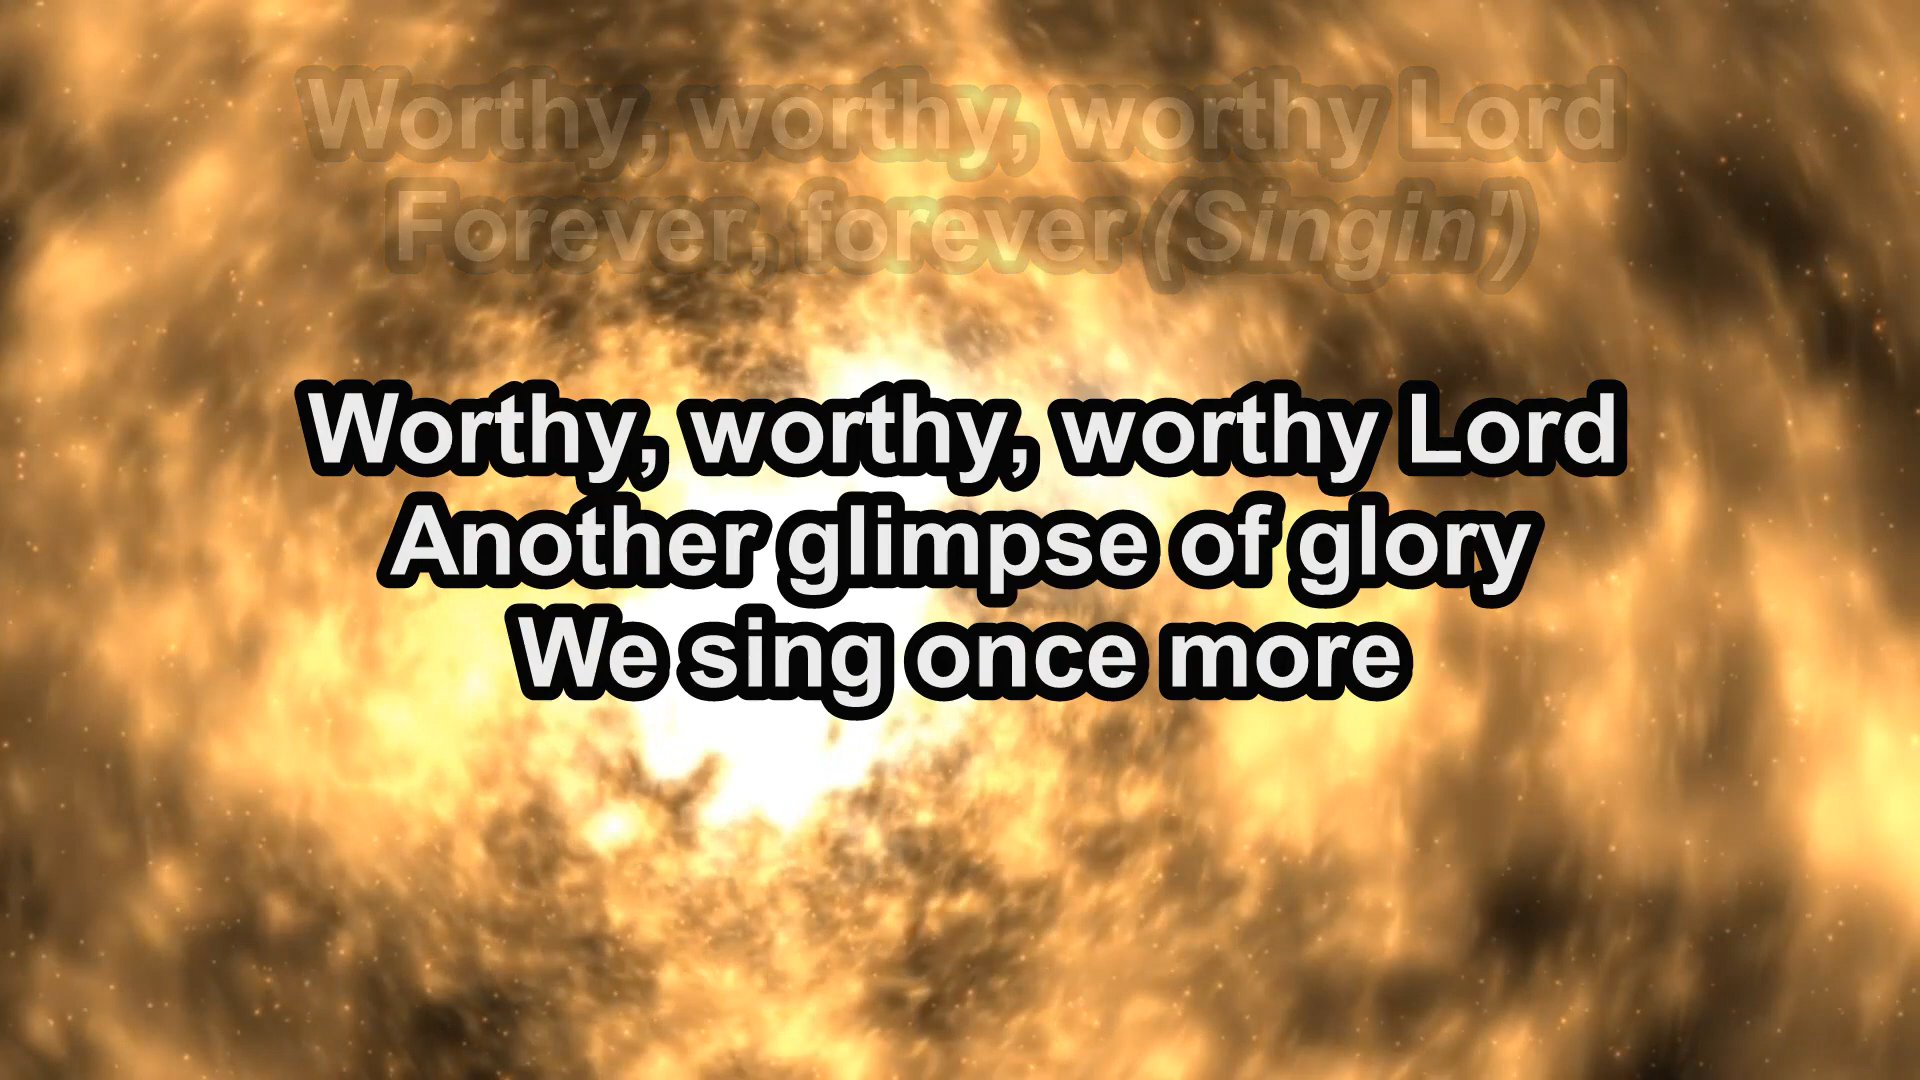 Worthy, worthy, worthy Lord
Forever, forever (Singin')
Worthy, worthy, worthy Lord
Another glimpse of glory
We sing once more